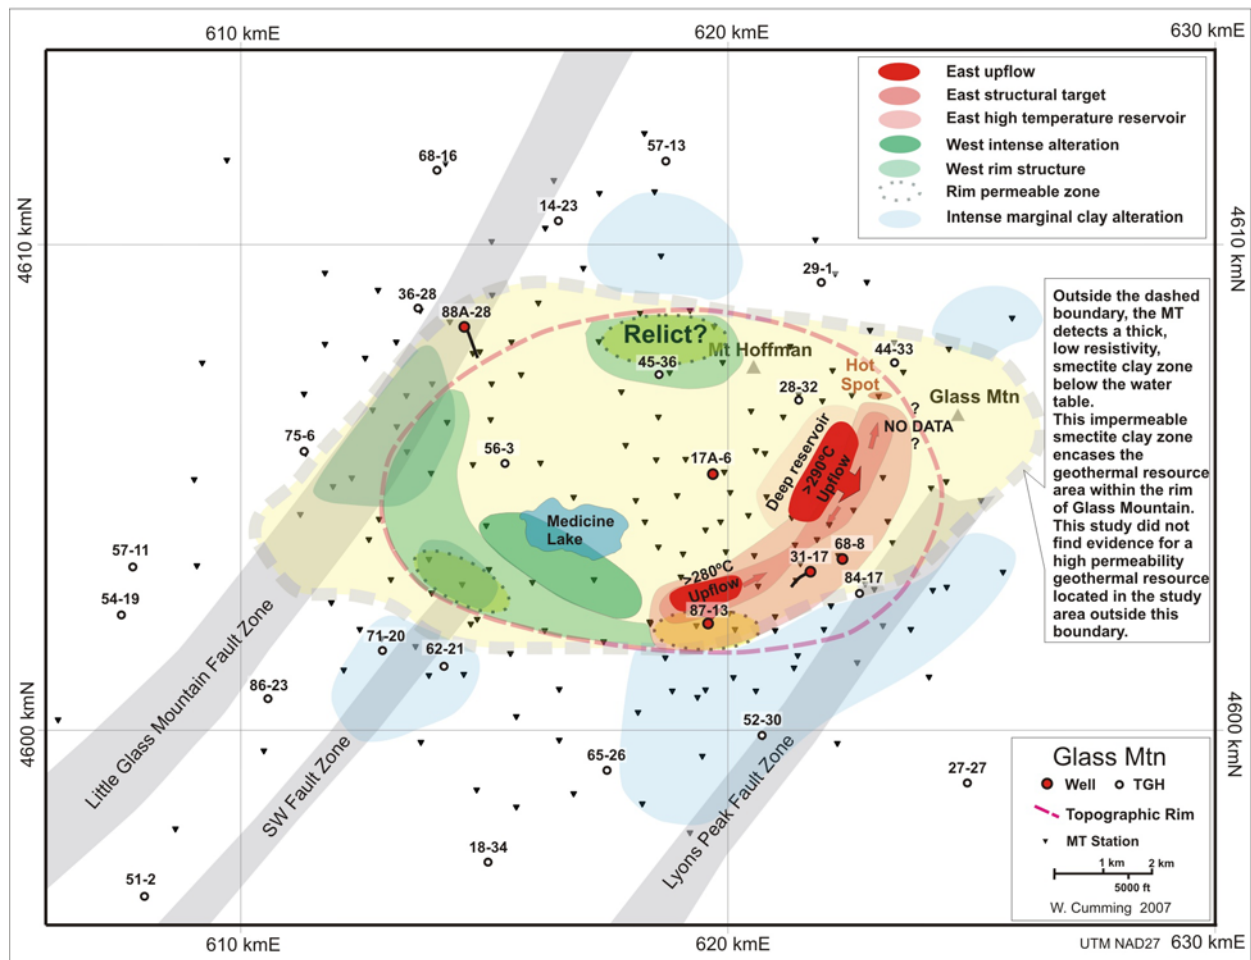 610 kmE
620 kmE
630 kmE
East upflow
East structural target
East high temperature reservoir
West intense alteration
West rim structure
Rim permeable zone
Intense marginal clay alteration
57-13
68-16
14-23
4610 kmN
4610 kmN
29-1
36-28
88A-28
Relict?
Mt Hoffman
45-36
44-33
Hot
Spot
28-32
Glass Mtn
?
NO DATA
?
Outside the dashed
boundary, the MT
detects a thick,
low resistivity,
smectite clay zone
below the water
table.
This impermeable
smectite clay zone
encases the
geothermal resource
area within the rim
of Glass Mountain.
This study did not
find evidence for a
high permeability
geothermal resource
located in the study
area outside this
boundary.
75-6
56-3
17A-6
Deep reservoir
>290ºC
Upflow
Medicine
Lake
57-11
54-19
68-8
31-17
84-17
>280ºC
Upflow
87-13
71-20
62-21
86-23
52-30
65-26
27-27
18-34
51-2
4600 kmN
4600 kmN
Little Glass Mountain Fault Zone
SW Fault Zone
Lyons Peak Fault Zone
Glass Mtn
Well
TGH
Topographic Rim
MT Station
1 km
2 km
5000 ft
W. Cumming 2007
610 kmE
620 kmE
UTM NAD27
630 kmE